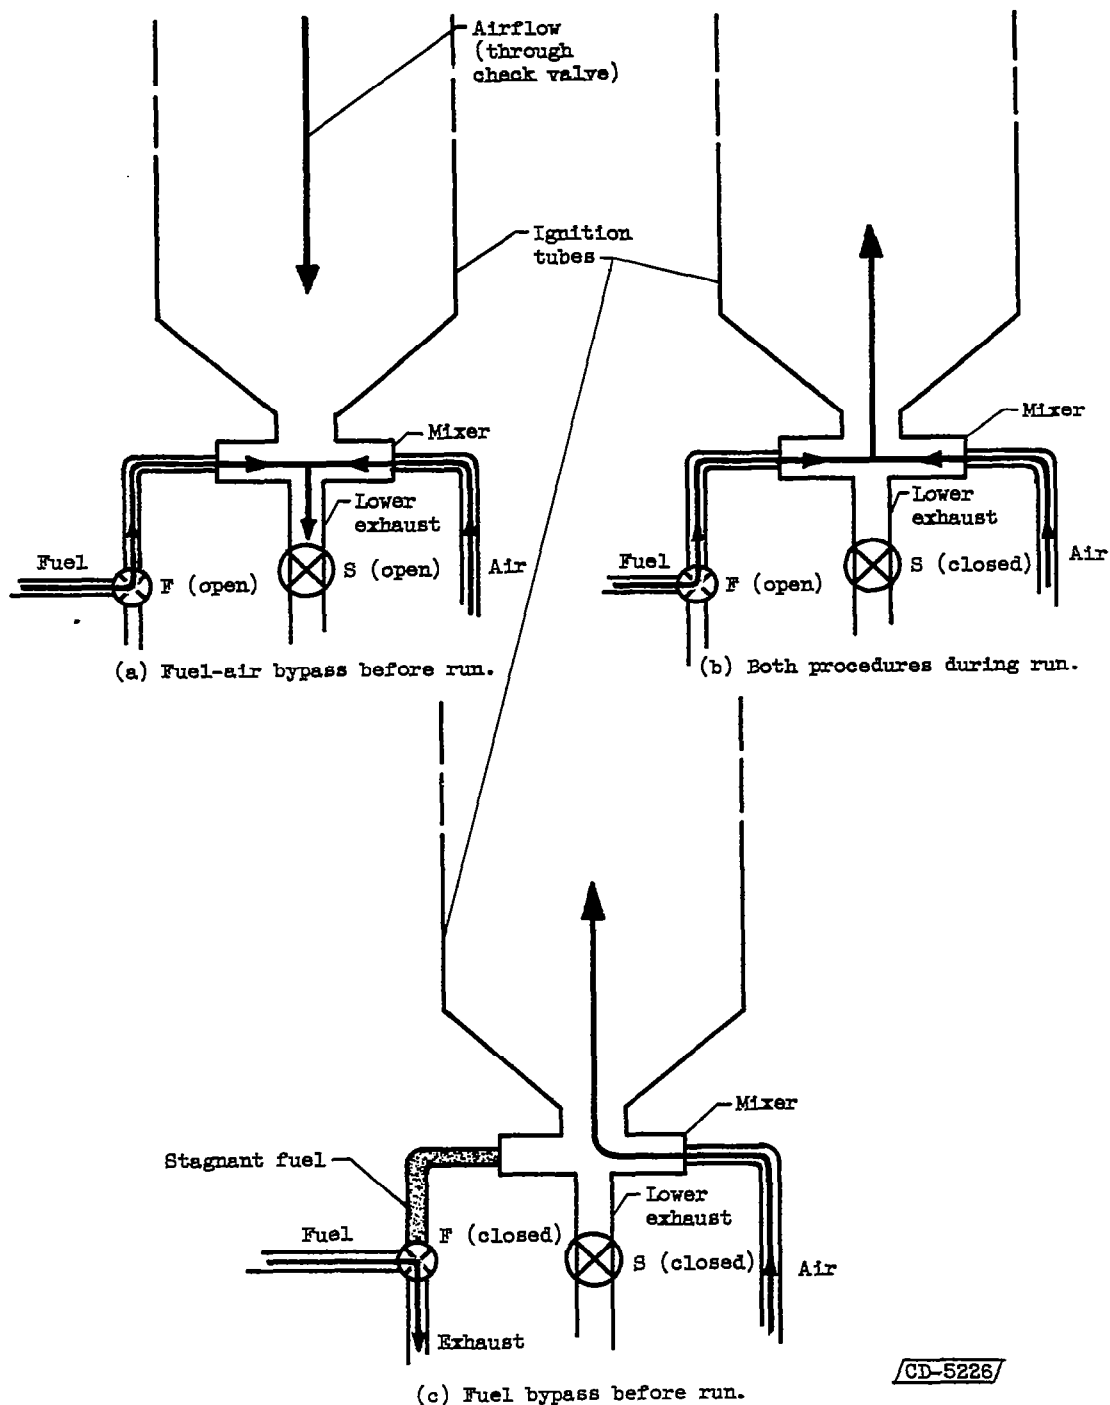 Airflow
(through
check valve)
Ignition
tubes
Mixer
Lower
exhaust
Fuel
F (open)
S (open)
Air
(a) Fuel-air bypass before run.
Mixer
Lower
exhaust
Fuel
F (open)
S (closed)
Air
(b) Both procedures during run.
Mixer
Stagnant fuel
Lower
exhaust
Fuel
F (closed)
S (closed)
Air
Exhaust
CD-5226
(c) Fuel bypass before run.